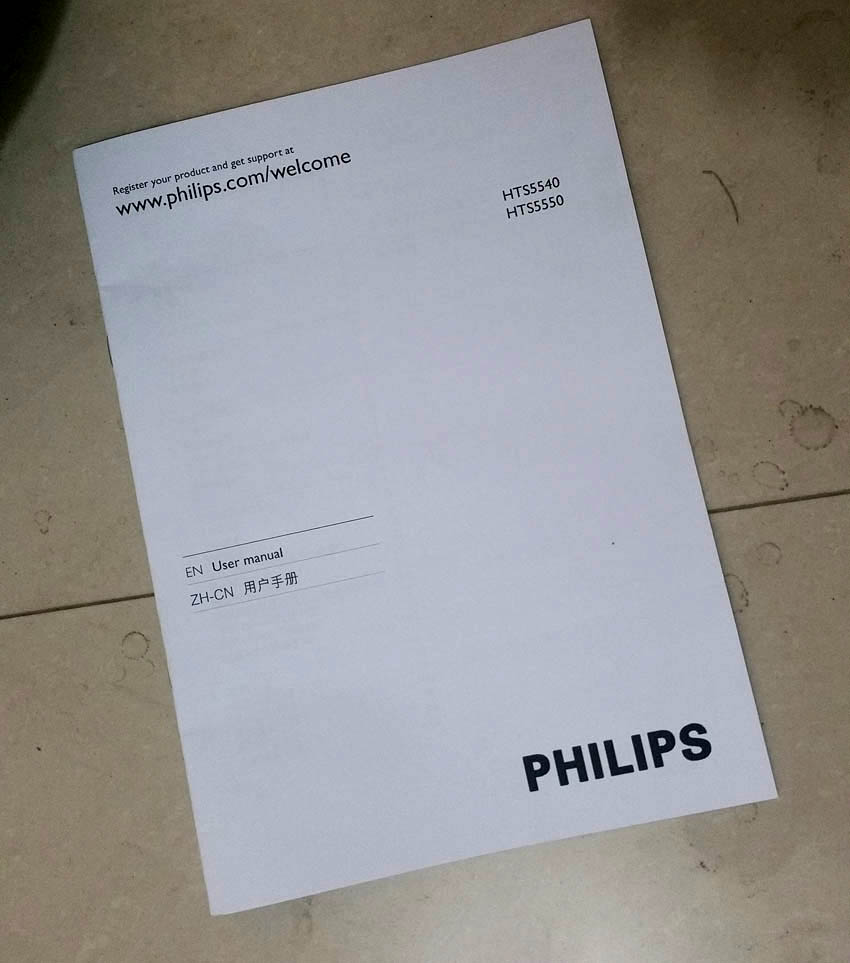 Register your product and get support at
www.philips.com/welcome
HTS5540
HTS5550
EN User manual
ZH-CN 用户手册
PHILIPS